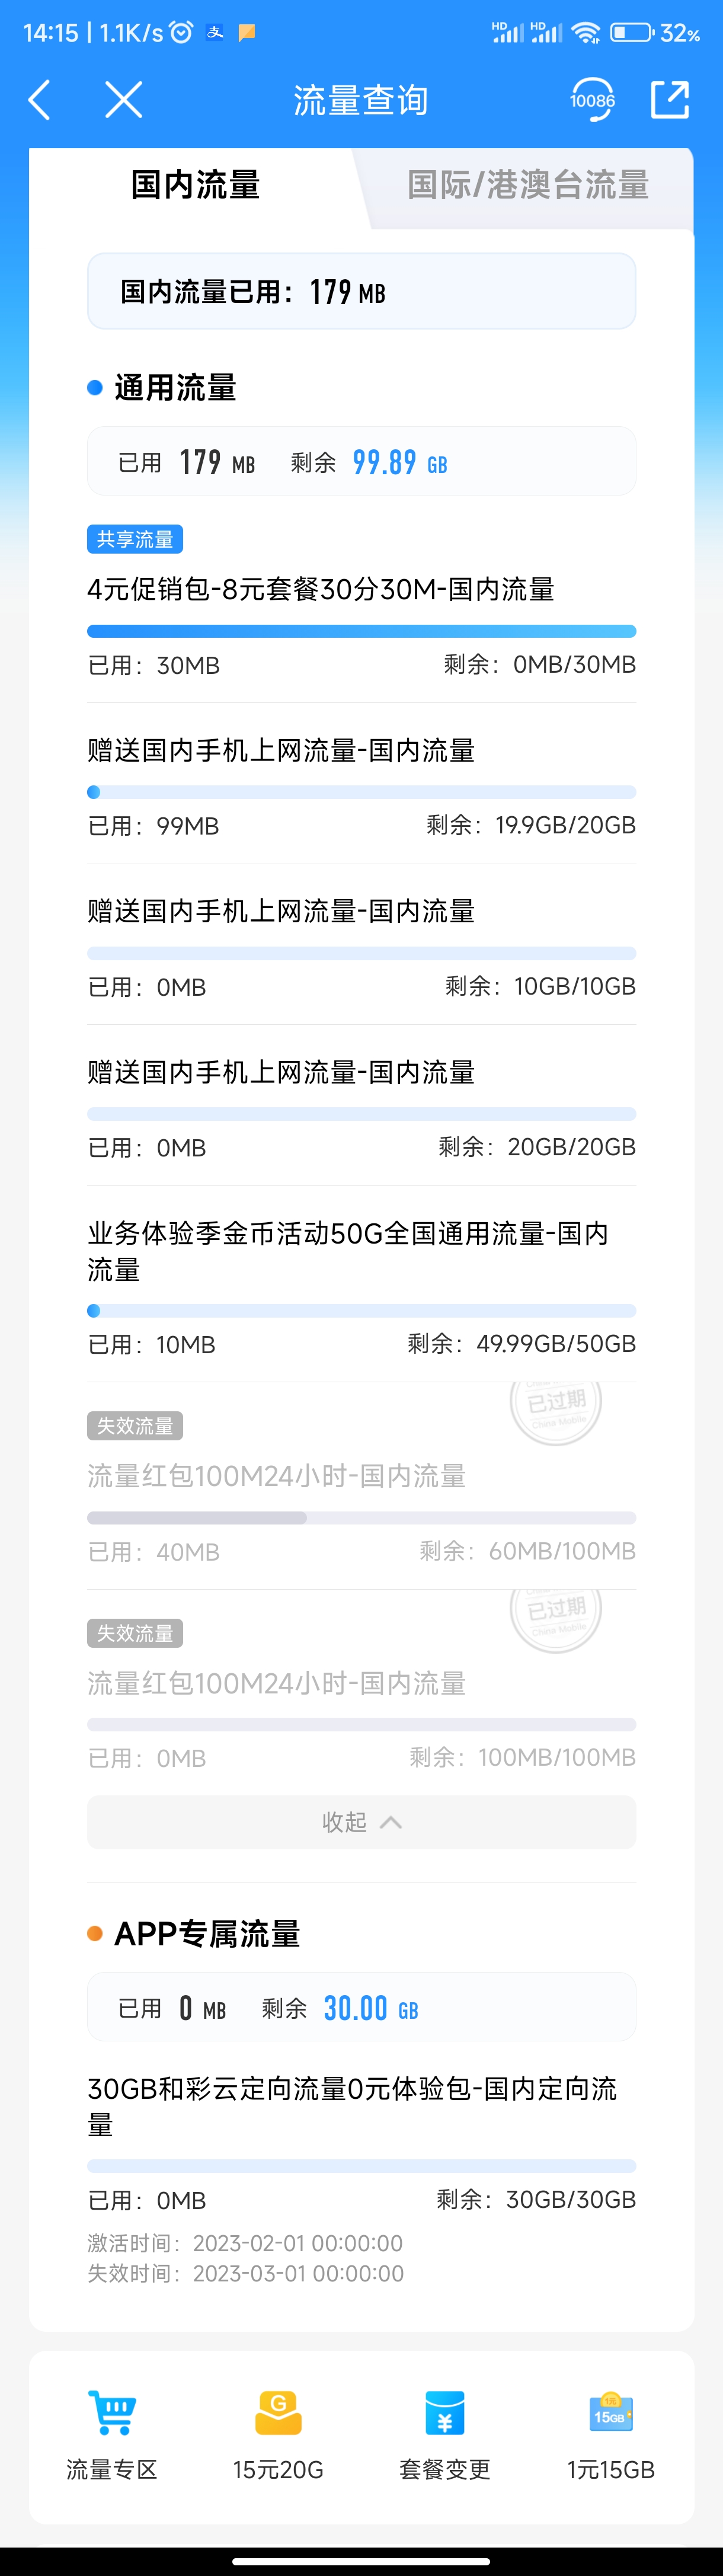 14:15 | 1.1K/s 支 HD HD 32%
流量查询 10086
国内流量 国际/港澳台流量
国内流量已用：179 MB
通用流量
已用 179 MB 剩余 99.89 GB
共享流量
4元促销包-8元套餐30分30M-国内流量
已用：30MB 剩余：0MB/30MB
赠送国内手机上网流量-国内流量
已用：99MB 剩余：19.9GB/20GB
赠送国内手机上网流量-国内流量
已用：0MB 剩余：10GB/10GB
赠送国内手机上网流量-国内流量
已用：0MB 剩余：20GB/20GB
业务体验季金币活动50G全国通用流量-国内
流量
已用：10MB 剩余：49.99GB/50GB
已过期
China Mobile
失效流量
流量红包100M24小时-国内流量
已用：40MB 剩余：60MB/100MB
已过期
China Mobile
失效流量
流量红包100M24小时-国内流量
已用：0MB 剩余：100MB/100MB
收起
APP专属流量
已用 0 MB 剩余 30.00 GB
30GB和彩云定向流量0元体验包-国内定向流
量
已用：0MB 剩余：30GB/30GB
激活时间：2023-02-01 00:00:00
失效时间：2023-03-01 00:00:00
G ¥ 1元 15GB
流量专区 15元20G 套餐变更 1元15GB